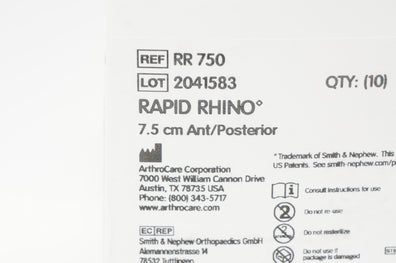 REF RR 750
LOT 2041583
QTY: (10)
RAPID RHINO°
7.5 cm Ant/Posterior
ArthroCare Corporation
7000 West William Cannon Drive
Austin, TX 78735 USA
Phone: (800) 343-5717
www.arthrocare.com
°Trademark of Smith & Nephew. This
US Patents. See smith-nephew.com/p
i Consult instructions for use
2 Do not re-use
Do not resterilize
Do not use if
package is
EC REP
Smith & Nephew Orthopaedics GmbH
Alemannenstrasse 14
78532 Tuttlingen